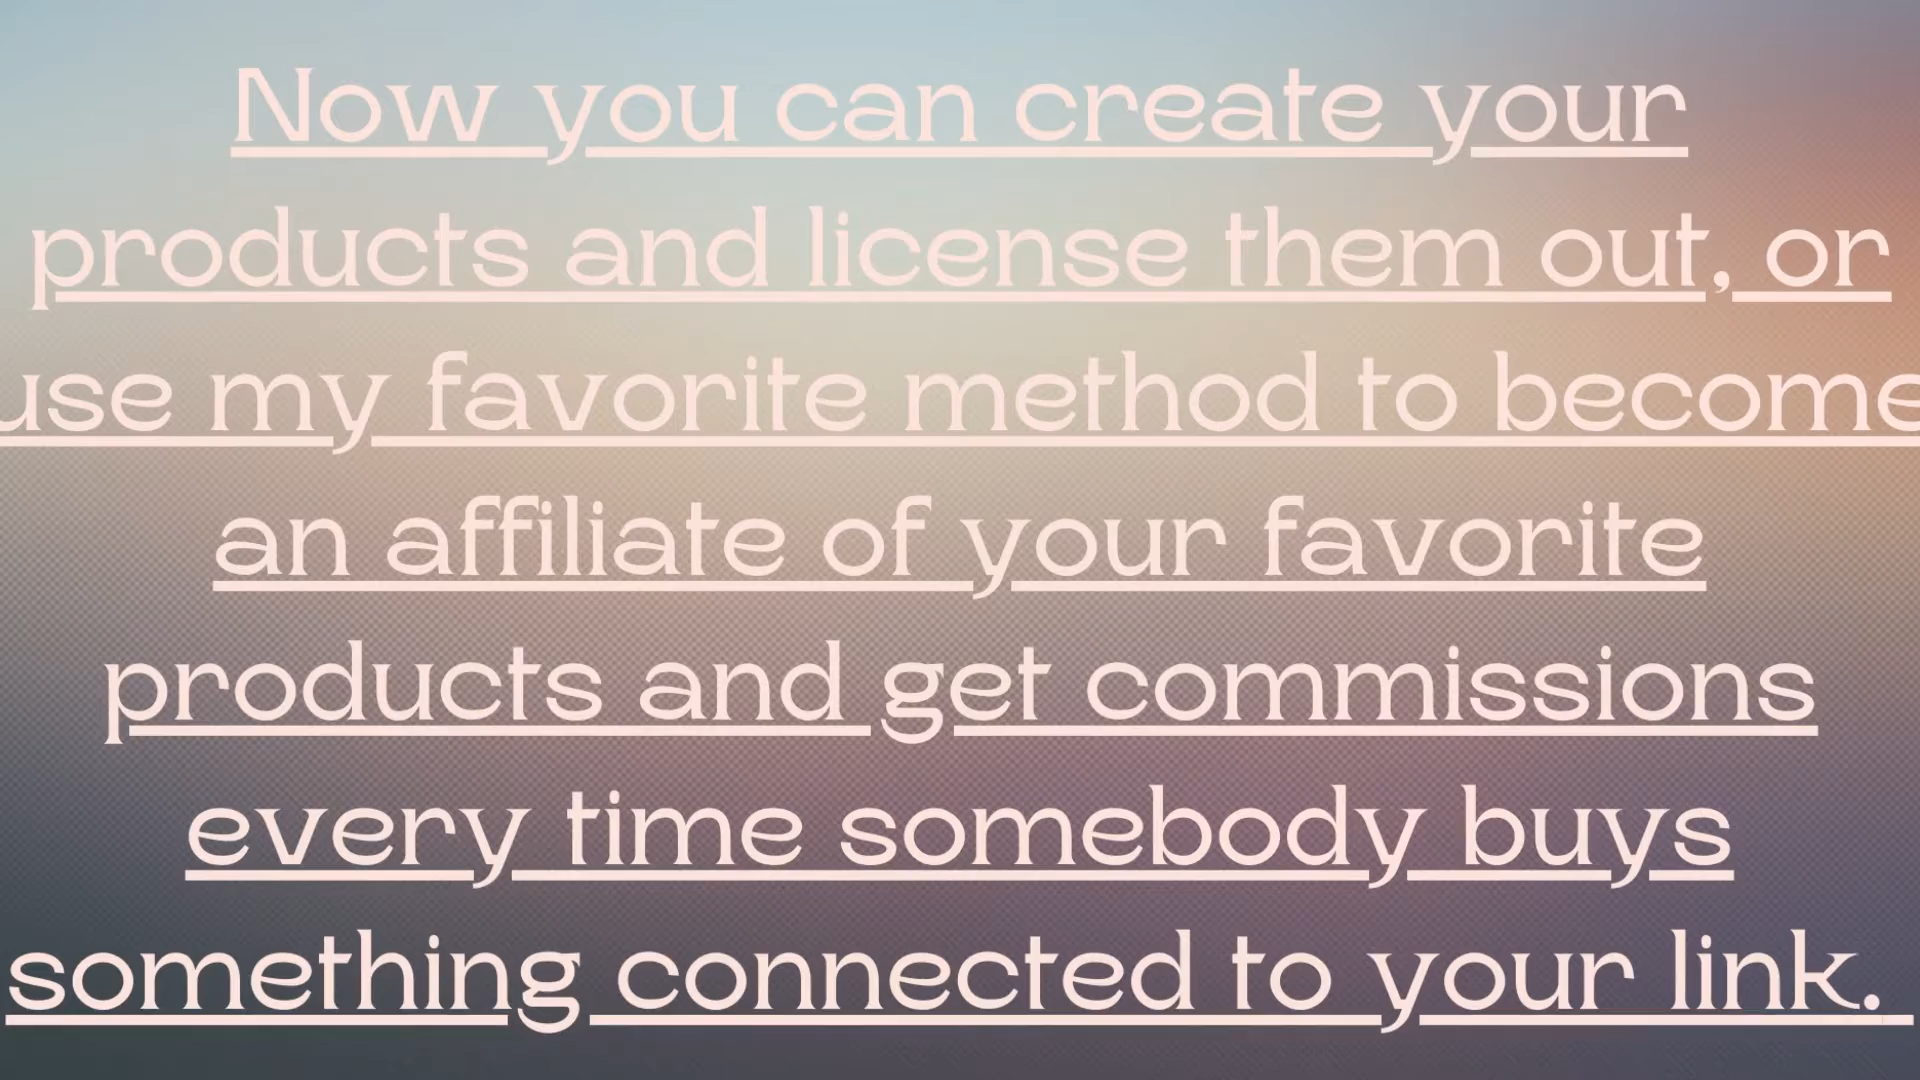 Now you can create your
products and license them out, or
use my favorite method to become
an affiliate of your favorite
products and get commissions
every time somebody buys
something connected to your link.